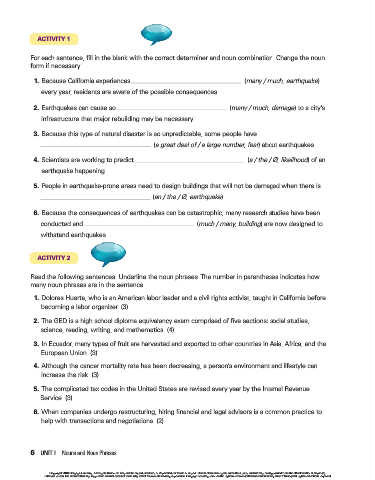 ACTIVITY 1
For each sentence, fill in the blank with the correct determiner and noun combination. Change the noun
form if necessary.
1. Because California experiences (many / much, earthquake)
every year, residents are aware of the possible consequences.
2. Earthquakes can cause so (many / much, damage) to a city's
infrastructure that major rebuilding may be necessary.
3. Because this type of natural disaster is so unpredictable, some people have
(a great deal of / a large number, fear) about earthquakes.
4. Scientists are working to predict (a / the / Ø, likelihood) of an
earthquake happening.
5. People in earthquake-prone areas need to design buildings that will not be damaged when there is
(an / the / Ø, earthquake).
6. Because the consequences of earthquakes can be catastrophic, many research studies have been
conducted and (much / many, building) are now designed to
withstand earthquakes.
ACTIVITY 2
Read the following sentences. Underline the noun phrases. The number in parentheses indicates how
many noun phrases are in the sentence.
1. Dolores Huerta, who is an American labor leader and a civil rights activist, taught in California before
becoming a labor organizer. (3)
2. The GED is a high school diploma equivalency exam comprised of five sections: social studies,
science, reading, writing, and mathematics. (4)
3. In Ecuador, many types of fruit are harvested and exported to other countries in Asia, Africa, and the
European Union. (3)
4. Although the cancer mortality rate has been decreasing, a person's environment and lifestyle can
increase the risk. (3)
5. The complicated tax codes in the United States are revised every year by the Internal Revenue
Service. (3)
6. When companies undergo restructuring, hiring financial and legal advisors is a common practice to
help with transactions and negotiations. (2)
6 UNIT 1 Nouns and Noun Phrases